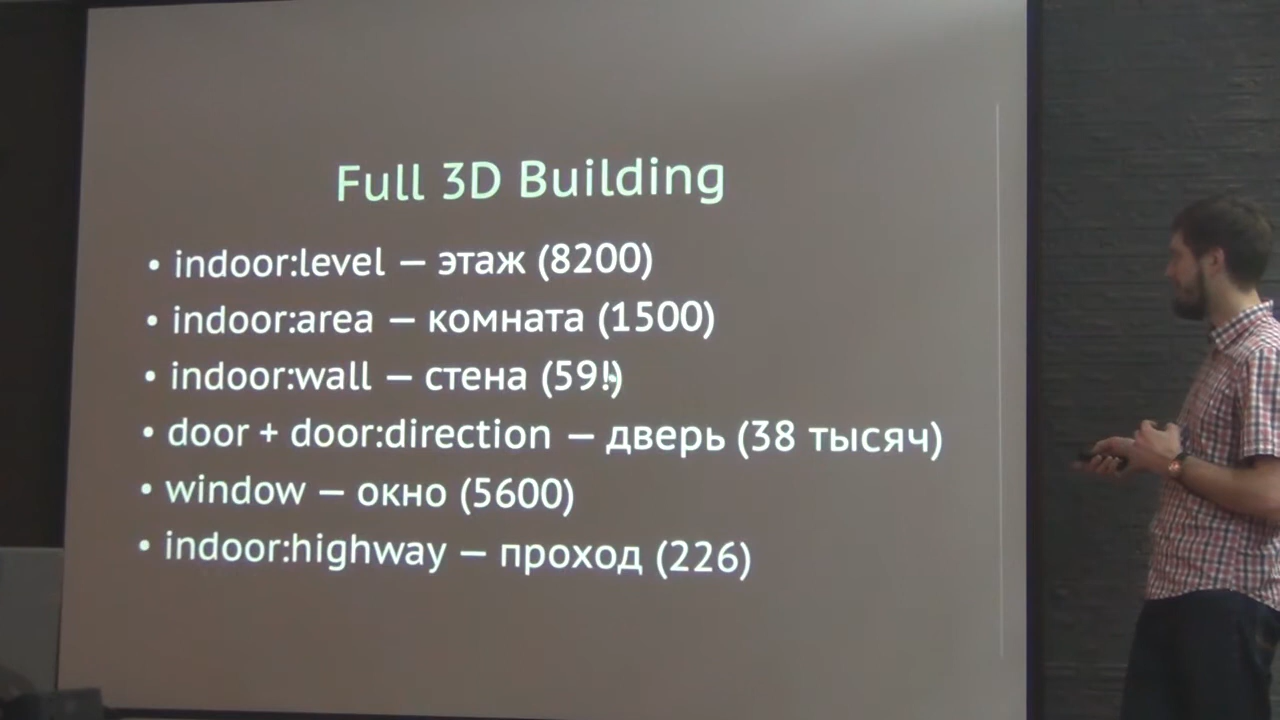 Full 3D Building
• indoor:level — этаж (8200)
• indoor:area — комната (1500)
• indoor:wall — стена (59!)
• door + door:direction — дверь (38 тысяч)
• window — окно (5600)
• indoor:highway — проход (226)